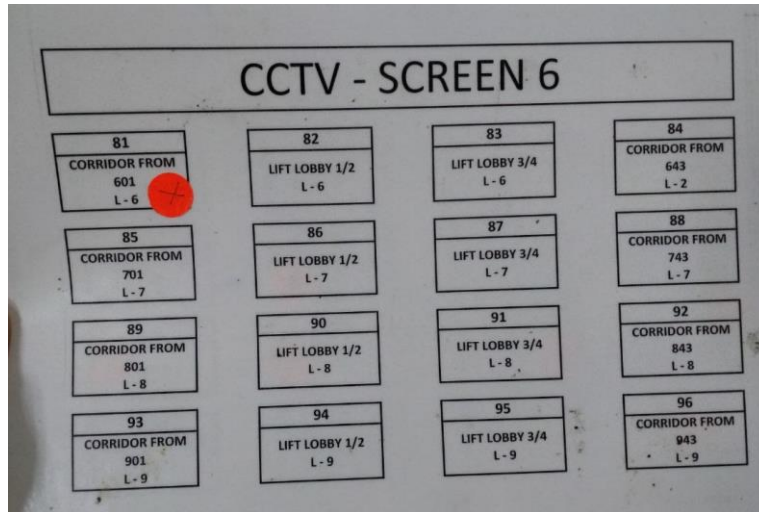 CCTV - SCREEN 6
81
CORRIDOR FROM
601
L - 6
82
LIFT LOBBY 1/2
L - 6
83
LIFT LOBBY 3/4
L - 6
84
CORRIDOR FROM
643
L - 2
85
CORRIDOR FROM
701
L - 7
86
LIFT LOBBY 1/2
L - 7
87
LIFT LOBBY 3/4
L - 7
88
CORRIDOR FROM
743
L - 7
89
CORRIDOR FROM
801
L - 8
90
LIFT LOBBY 1/2
L - 8
91
LIFT LOBBY 3/4
L - 8
92
CORRIDOR FROM
843
L - 8
93
CORRIDOR FROM
901
L - 9
94
LIFT LOBBY 1/2
L - 9
95
LIFT LOBBY 3/4
L - 9
96
CORRIDOR FROM
943
L - 9